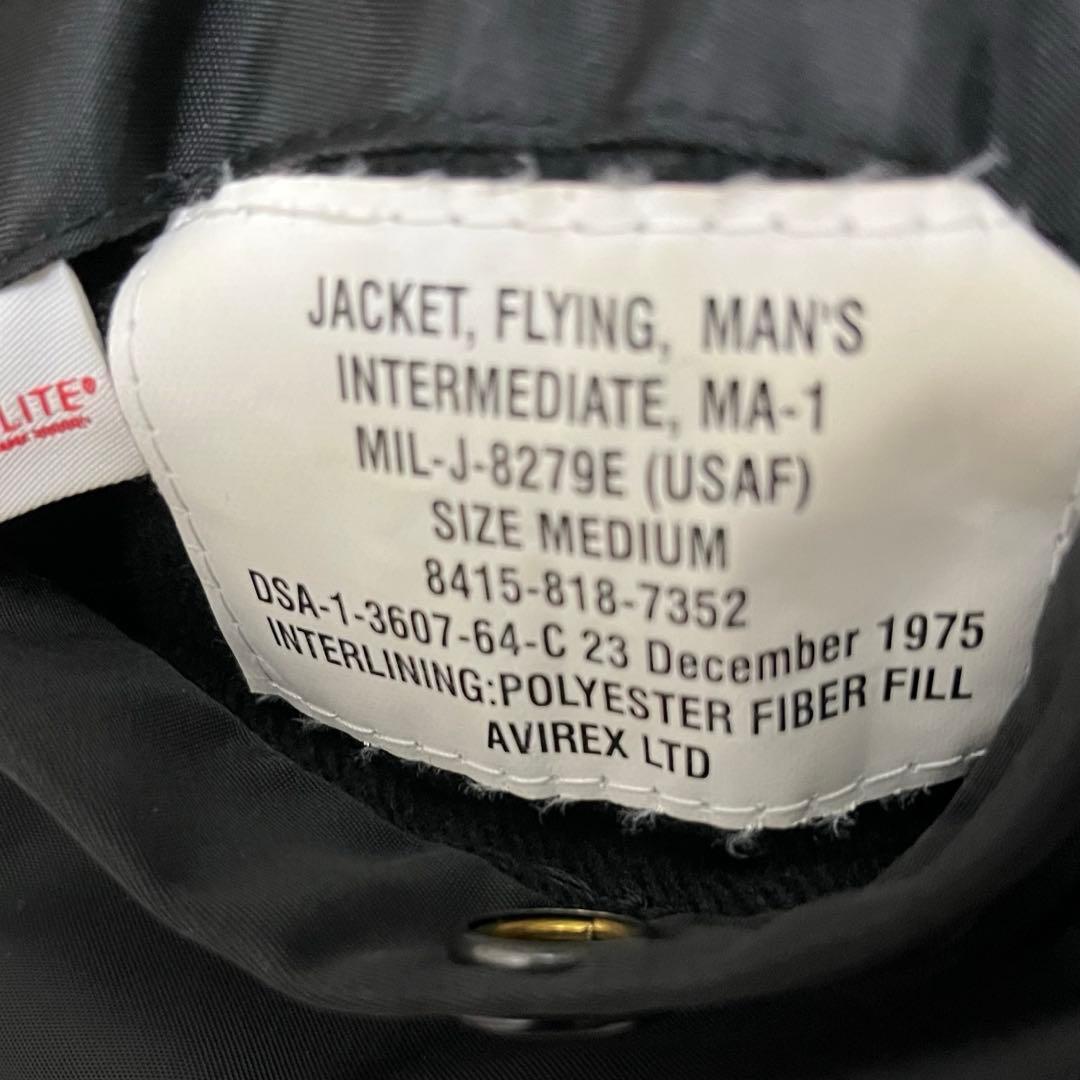 JACKET, FLYING, MAN'S
INTERMEDIATE, MA-1
MIL-J-8279E (USAF)
SIZE MEDIUM
8415-818-7352
DSA-1-3607-64-C 23 December 1975
INTERLINING:POLYESTER FIBER FILL
AVIREX LTD
LITE®